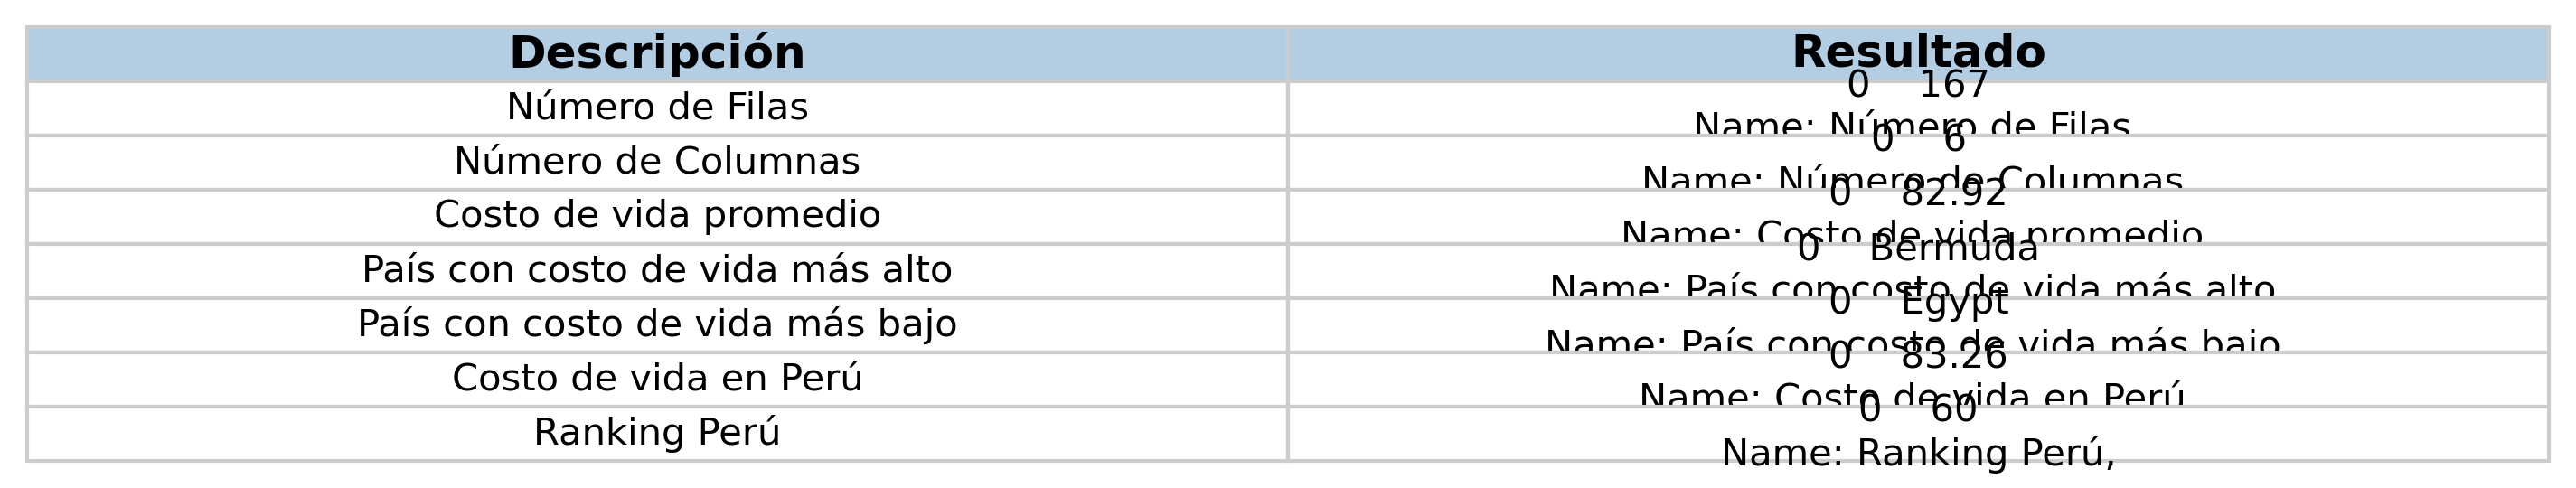 Descripción Resultado
Número de Filas 0 167
Name: Número de Filas
Número de Columnas 0 6
Name: Número de Columnas
Costo de vida promedio 0 82.92
Name: Costo de vida promedio
País con costo de vida más alto 0 Bermuda
Name: País con costo de vida más alto
País con costo de vida más bajo 0 Egypt
Name: País con costo de vida más bajo
Costo de vida en Perú 0 83.26
Name: Costo de vida en Perú
Ranking Perú 0 60
Name: Ranking Perú,